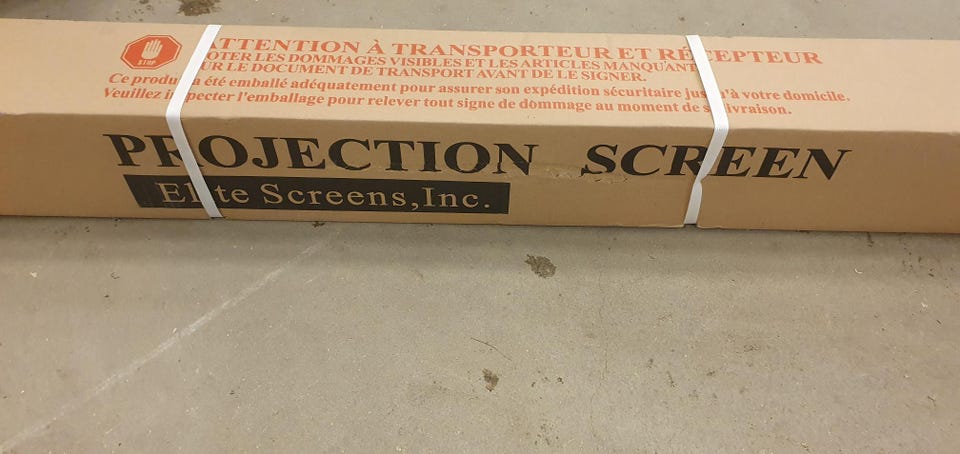 STOP
ATTENTION À TRANSPORTEUR ET RÉCEPTEUR
NOTER LES DOMMAGES VISIBLES ET LES ARTICLES MANQUANT
SUR LE DOCUMENT DE TRANSPORT AVANT DE LE SIGNER.
Ce produit a été emballé adéquatement pour assurer son expédition sécuritaire jusqu'à votre domicile.
Veuillez inspecter l'emballage pour relever tout signe de dommage au moment de sa livraison.
PROJECTION SCREEN
Elite Screens,Inc.